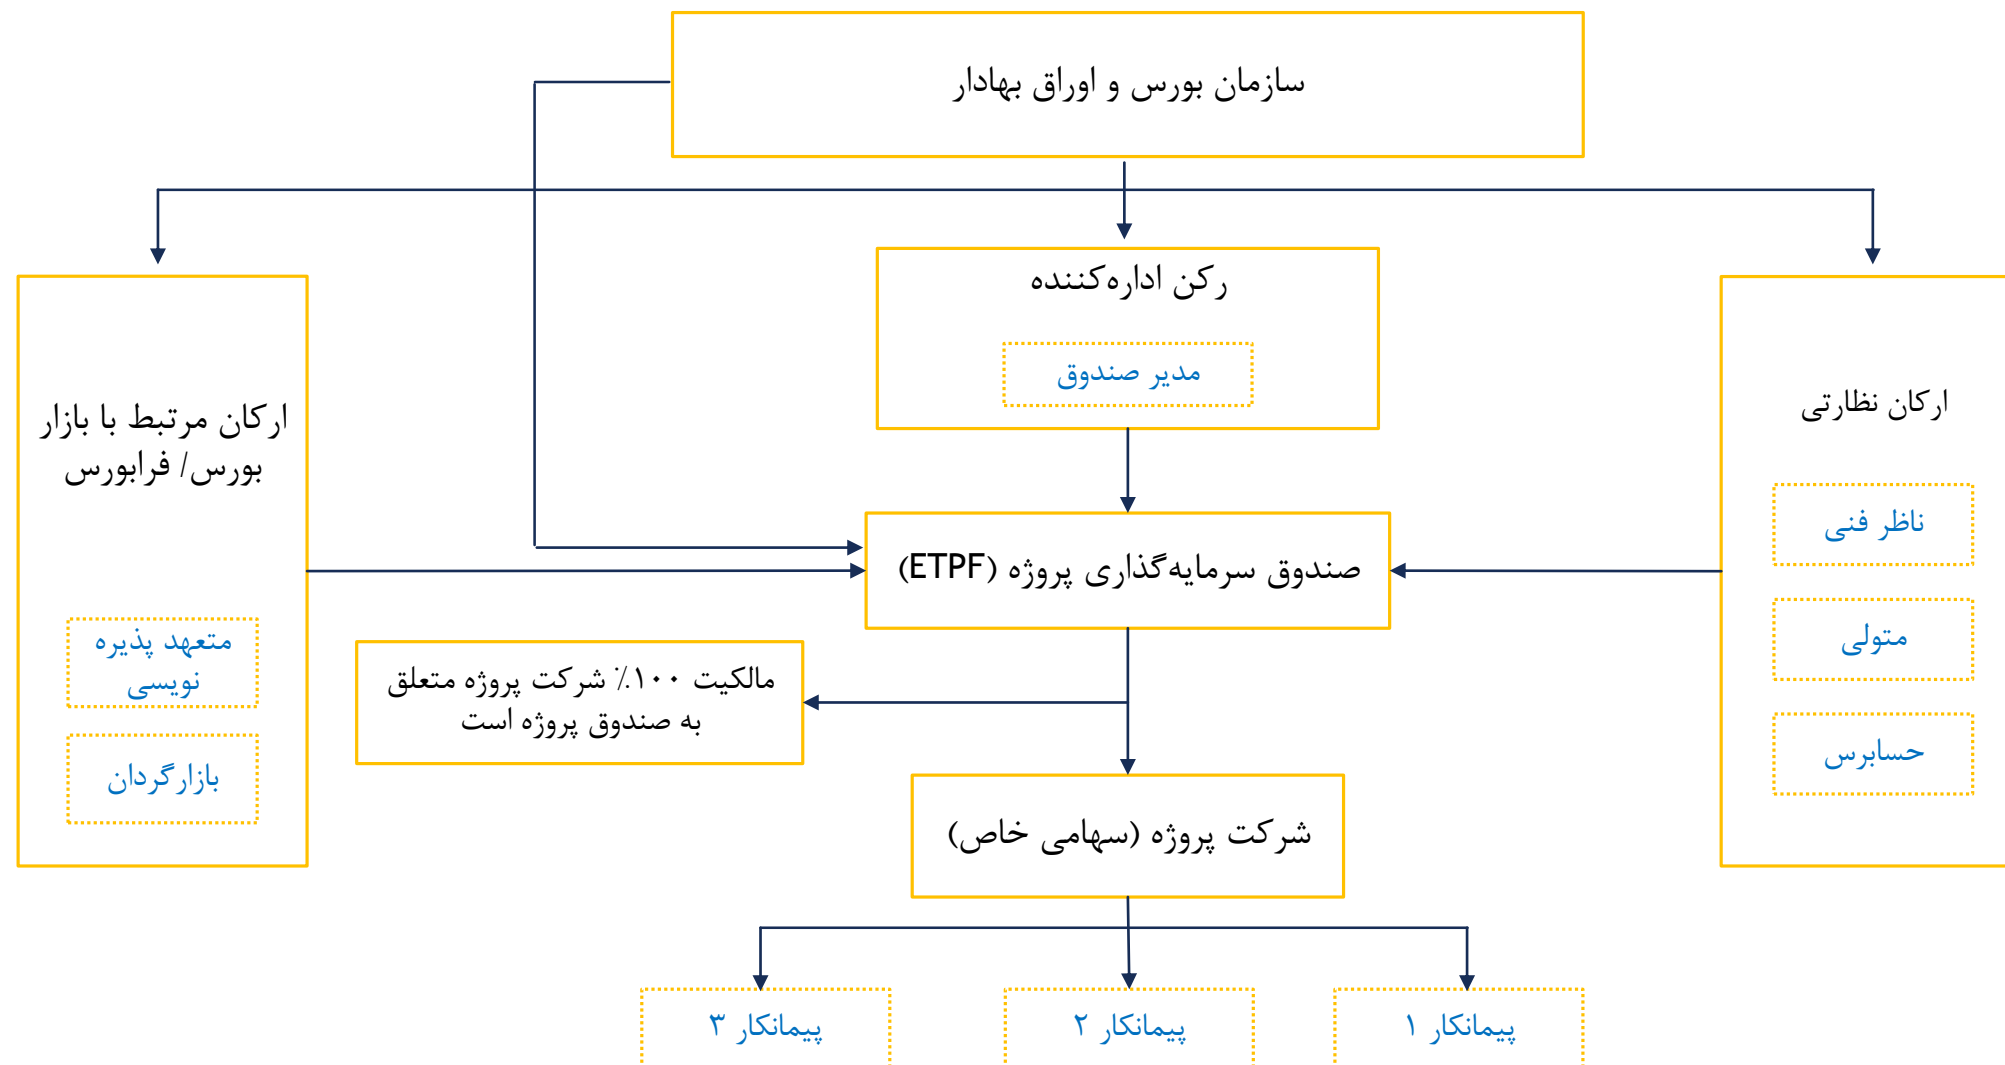 سازمان بورس و اوراق بهادار
رکن اداره‌کننده
مدیر صندوق
ارکان نظارتی
ناظر فنی
متولی
حسابرس
ارکان مرتبط با بازار
بورس/ فرابورس
متعهد پذیره
نویسی
بازارگردان
صندوق سرمایه‌گذاری پروژه (ETPF)
مالکیت ۱۰۰٪ شرکت پروژه متعلق
به صندوق پروژه است
شرکت پروژه (سهامی خاص)
پیمانکار ۱
پیمانکار ۲
پیمانکار ۳